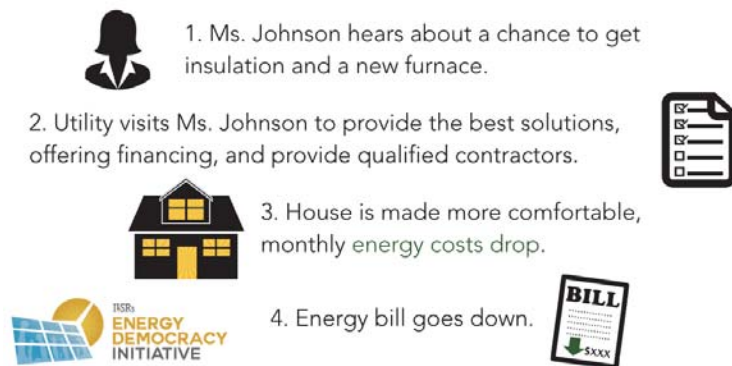 1. Ms. Johnson hears about a chance to get
insulation and a new furnace.
2. Utility visits Ms. Johnson to provide the best solutions,
offering financing, and provide qualified contractors.
3. House is made more comfortable,
monthly energy costs drop.
ILSR's
ENERGY
DEMOCRACY
INITIATIVE
4. Energy bill goes down.
BILL
$XXX